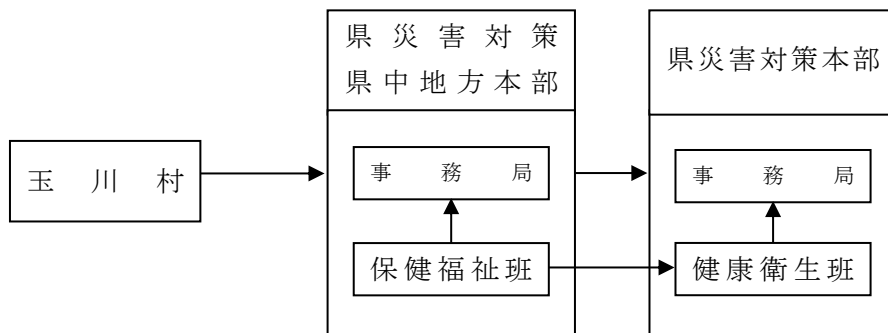 県災害対策
県中地方本部
県災害対策本部
玉川村
事務局
事務局
保健福祉班
健康衛生班